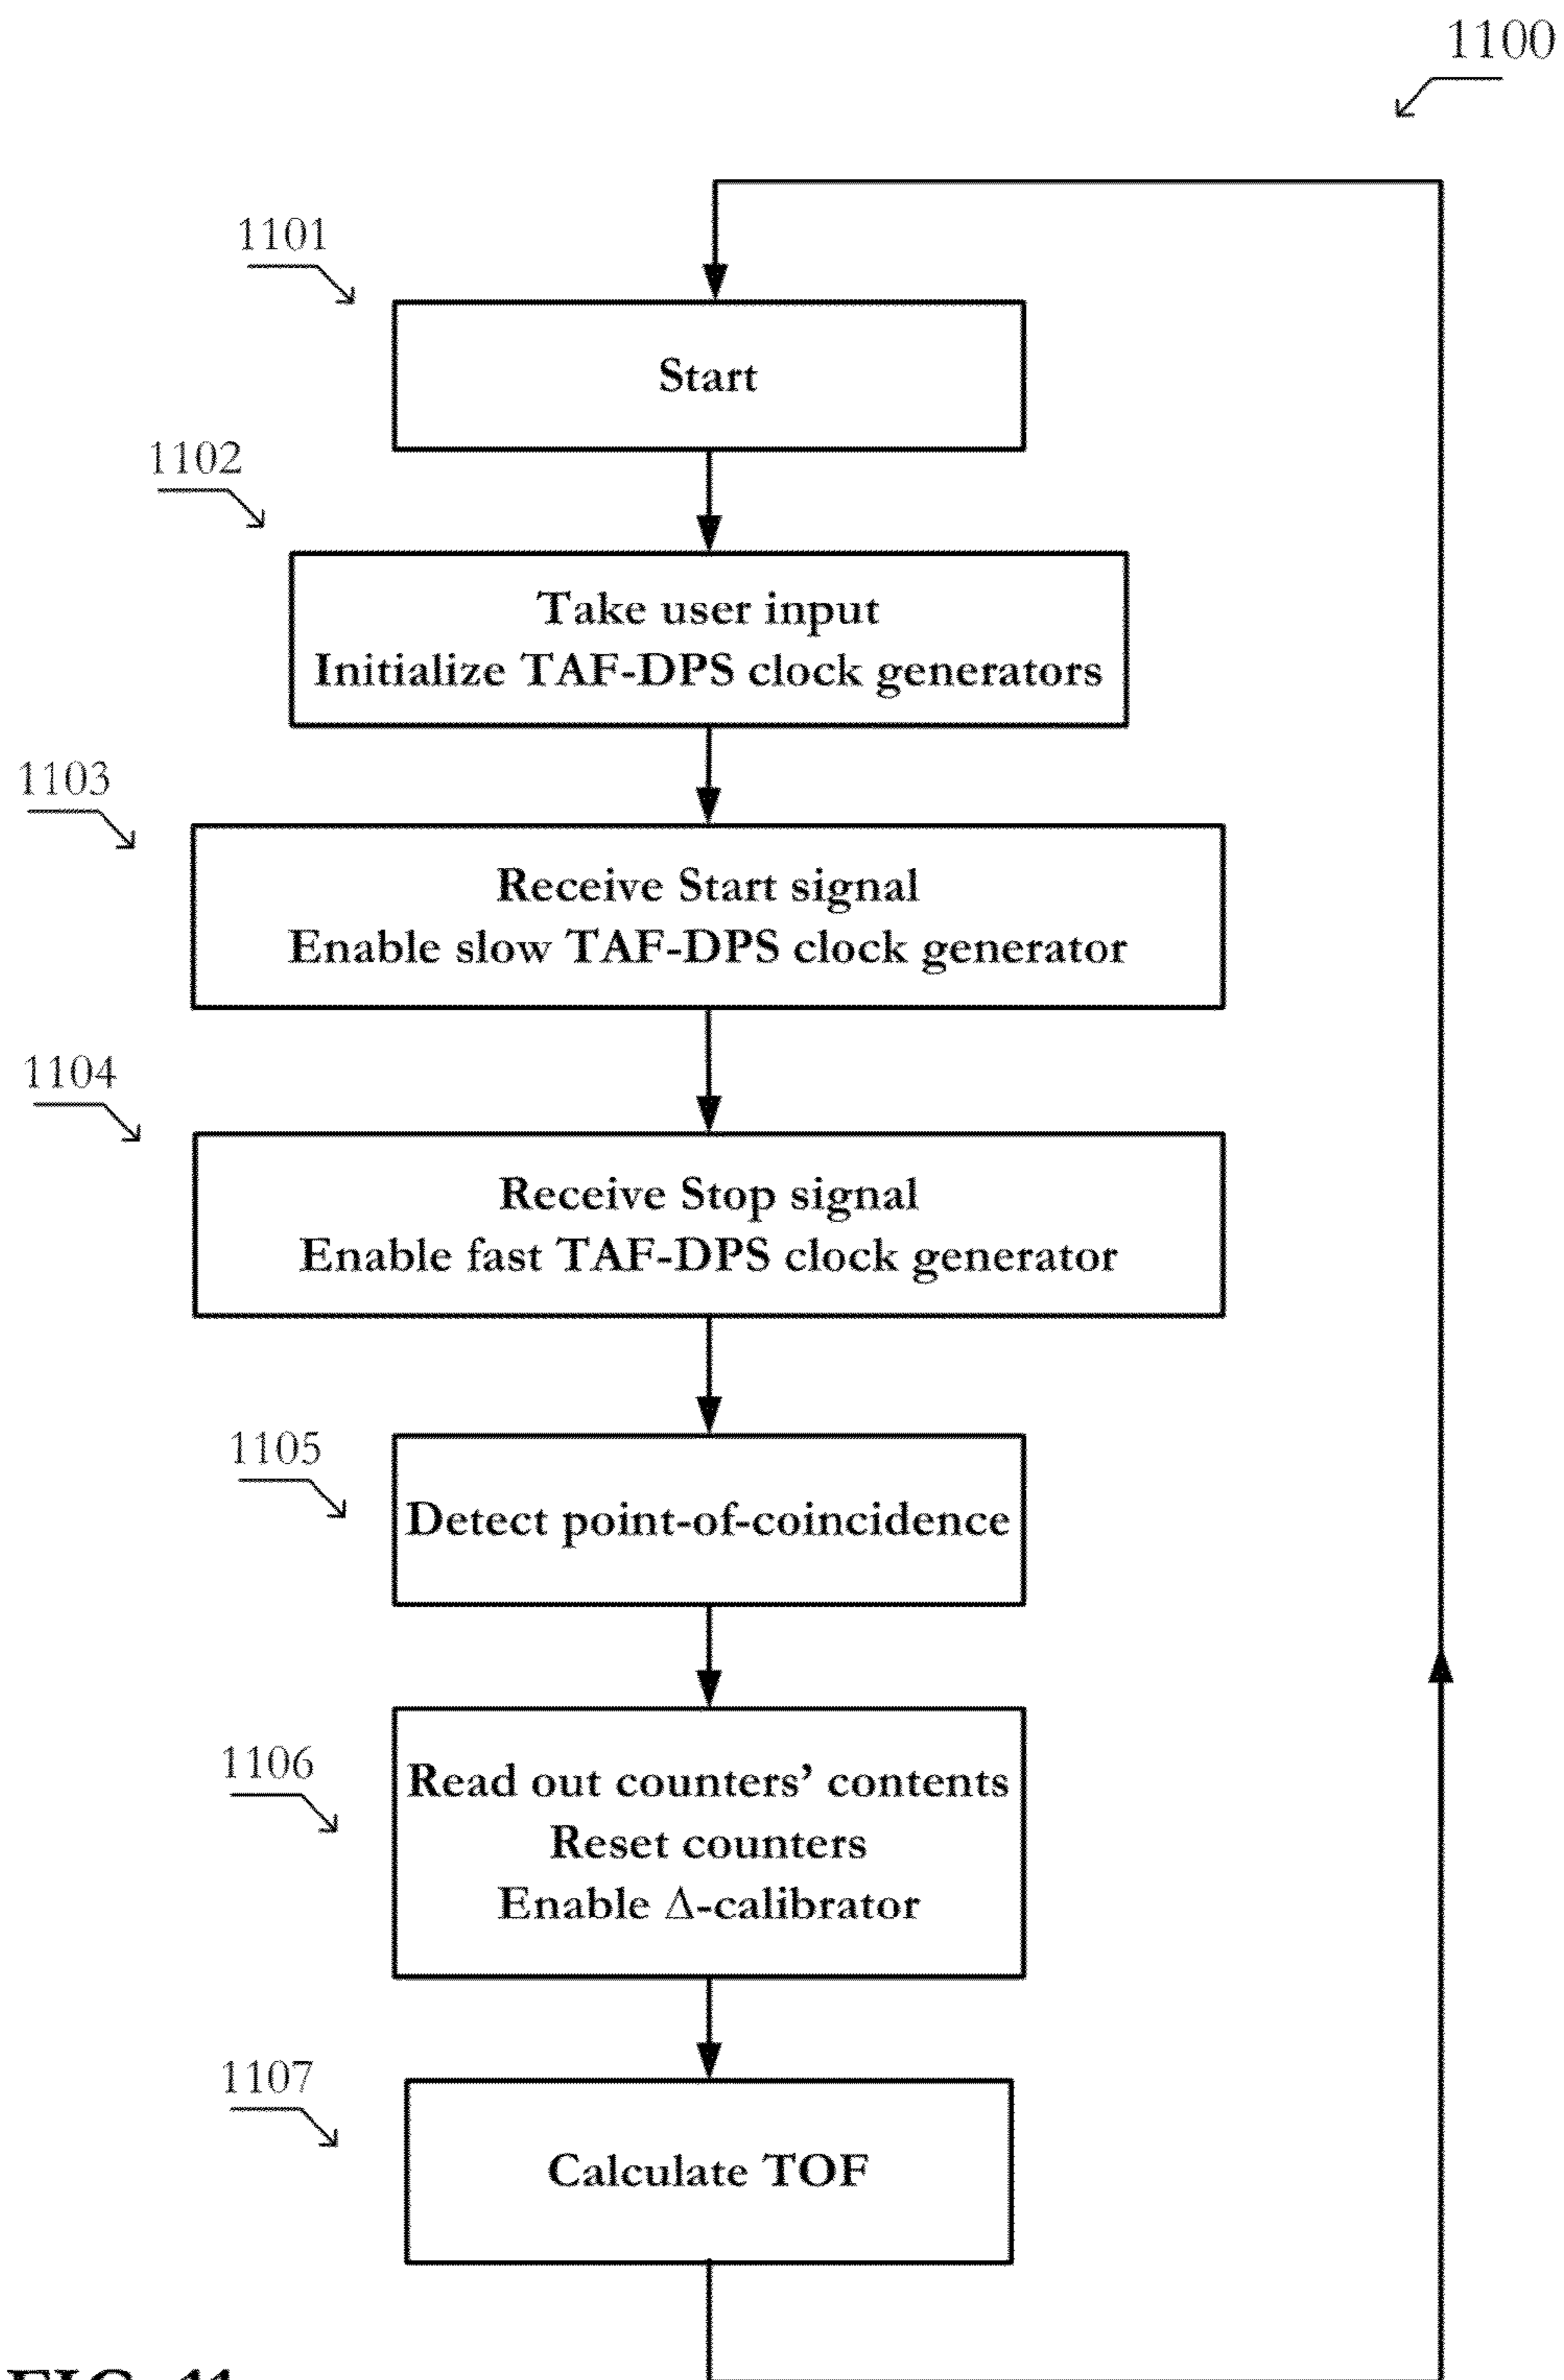 1100
1101
Start
1102
Take user input
Initialize TAF-DPS clock generators
1103
Receive Start signal
Enable slow TAF-DPS clock generator
1104
Receive Stop signal
Enable fast TAF-DPS clock generator
1105
Detect point-of-coincidence
1106
Read out counters’ contents
Reset counters
Enable Δ-calibrator
1107
Calculate TOF
FIG. 11